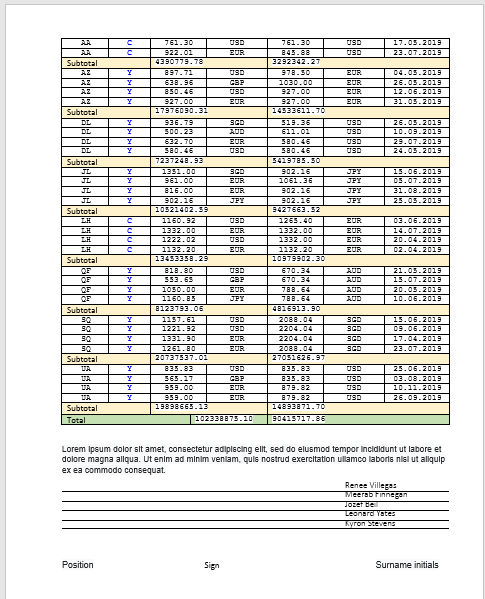 AA C 761.30 USD 761.30 USD 17.05.2019
AA C 922.01 EUR 845.88 USD 23.07.2019
Subtotal 4390779.78 3292342.27
AZ Y 897.71 USD 978.50 EUR 04.05.2019
AZ Y 638.96 GBP 1030.00 EUR 26.05.2019
AZ Y 850.46 USD 927.00 EUR 12.06.2019
AZ Y 927.00 EUR 927.00 EUR 31.05.2019
Subtotal 17976090.31 14533611.70
DL Y 936.79 SGD 519.36 USD 26.05.2019
DL Y 500.23 AUD 611.01 USD 10.09.2019
DL Y 632.70 EUR 580.46 USD 29.07.2019
DL Y 580.46 USD 580.46 USD 24.05.2019
Subtotal 7237248.93 5419785.50
JL Y 1351.00 SGD 902.16 JPY 15.06.2019
JL Y 961.00 EUR 1061.36 JPY 05.07.2019
JL Y 816.00 EUR 902.16 JPY 31.08.2019
JL Y 902.16 JPY 902.16 JPY 25.05.2019
Subtotal 10521402.59 9427663.52
LH C 1160.92 USD 1265.40 EUR 03.06.2019
LH C 1332.00 EUR 1332.00 EUR 14.07.2019
LH C 1222.02 USD 1332.00 EUR 20.04.2019
LH C 1132.20 EUR 1132.20 EUR 02.04.2019
Subtotal 13453358.29 10979902.30
QF Y 818.80 USD 670.34 AUD 21.05.2019
QF Y 553.65 GBP 670.34 AUD 15.07.2019
QF Y 1050.00 EUR 788.64 AUD 20.05.2019
QF Y 1160.85 JPY 788.64 AUD 10.06.2019
Subtotal 8123793.06 4816913.90
SQ Y 1157.61 USD 2088.04 SGD 15.06.2019
SQ Y 1221.92 USD 2204.04 SGD 09.06.2019
SQ Y 1331.90 EUR 2204.04 SGD 17.04.2019
SQ Y 1261.80 EUR 2088.04 SGD 23.07.2019
Subtotal 20737537.01 27051626.97
UA Y 835.83 USD 835.83 USD 25.06.2019
UA Y 565.17 GBP 835.83 USD 03.08.2019
UA Y 959.00 EUR 879.82 USD 10.11.2019
UA Y 959.00 EUR 879.82 USD 26.09.2019
Subtotal 19898665.13 14893871.70
Total 102338875.10 90415717.86
Lorem ipsum dolor sit amet, consectetur adipiscing elit, sed do eiusmod tempor incididunt ut labore et
dolore magna aliqua. Ut enim ad minim veniam, quis nostrud exercitation ullamco laboris nisi ut aliquip
ex ea commodo consequat.
Renee Villegas
Meerab Finnegan
Jozef Beil
Leonard Yates
Kyron Stevens
Position Sign Surname initials